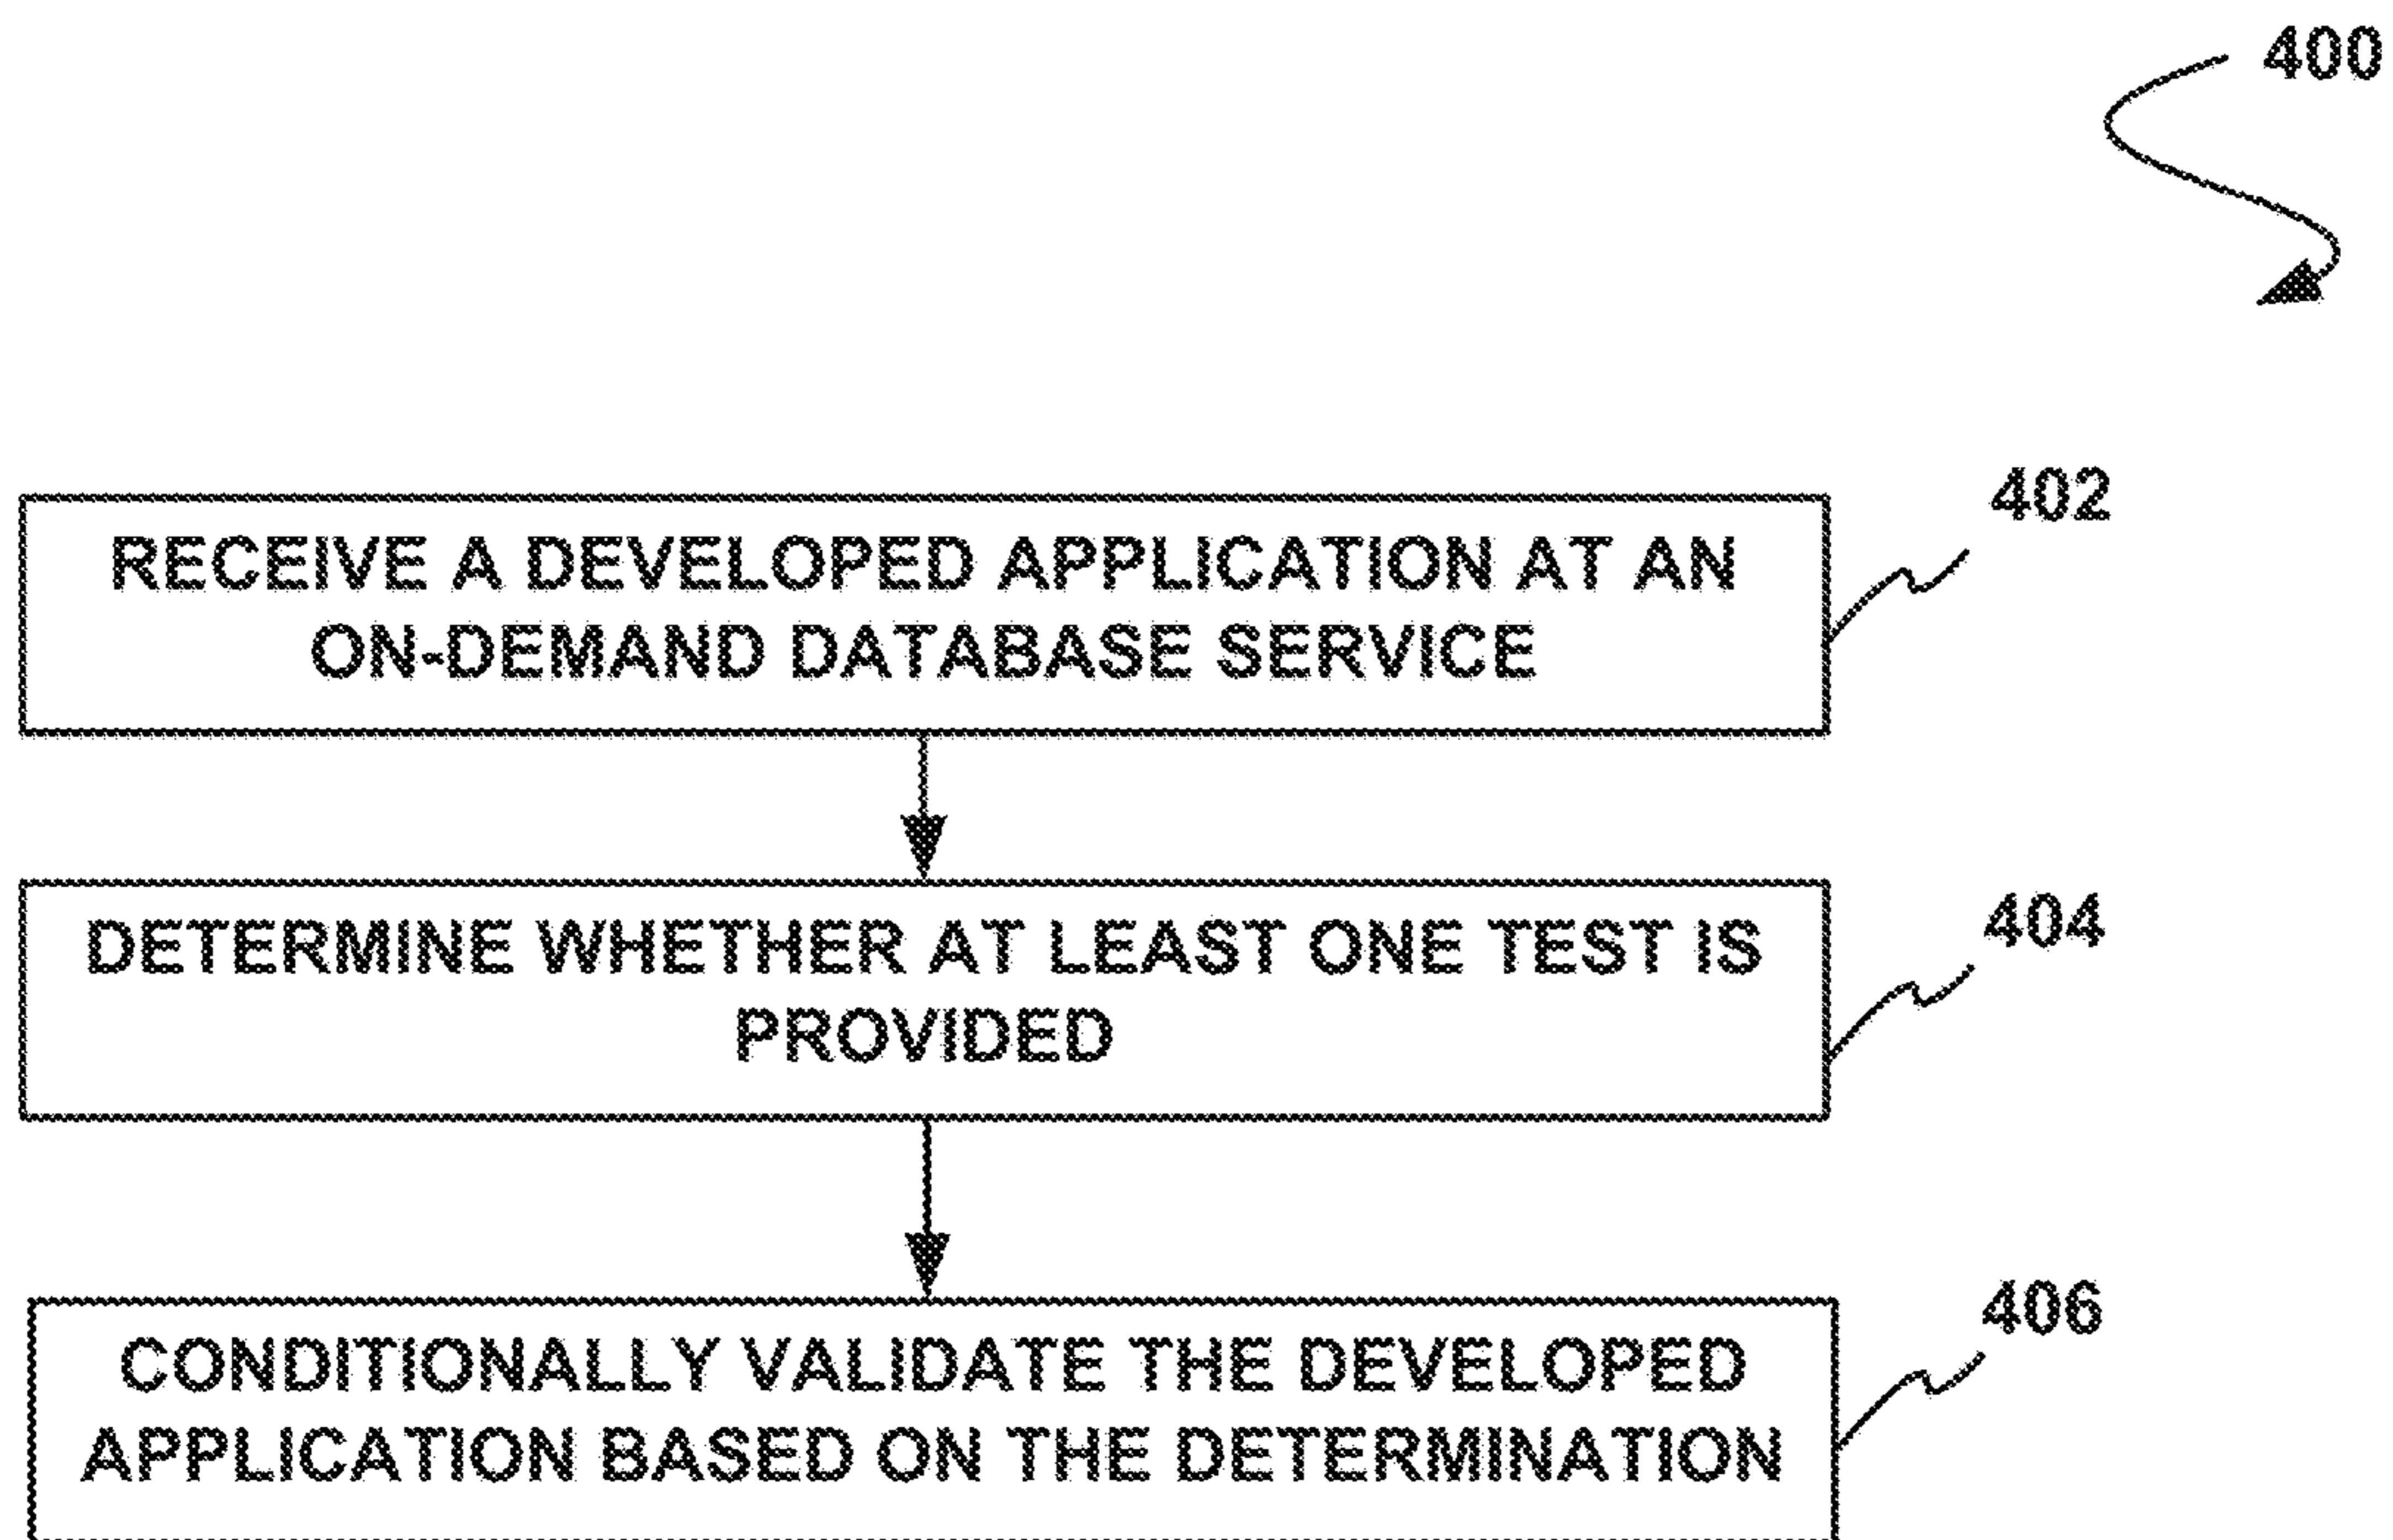 400
402
RECEIVE A DEVELOPED APPLICATION AT AN
ON-DEMAND DATABASE SERVICE
404
DETERMINE WHETHER AT LEAST ONE TEST IS
PROVIDED
406
CONDITIONALLY VALIDATE THE DEVELOPED
APPLICATION BASED ON THE DETERMINATION